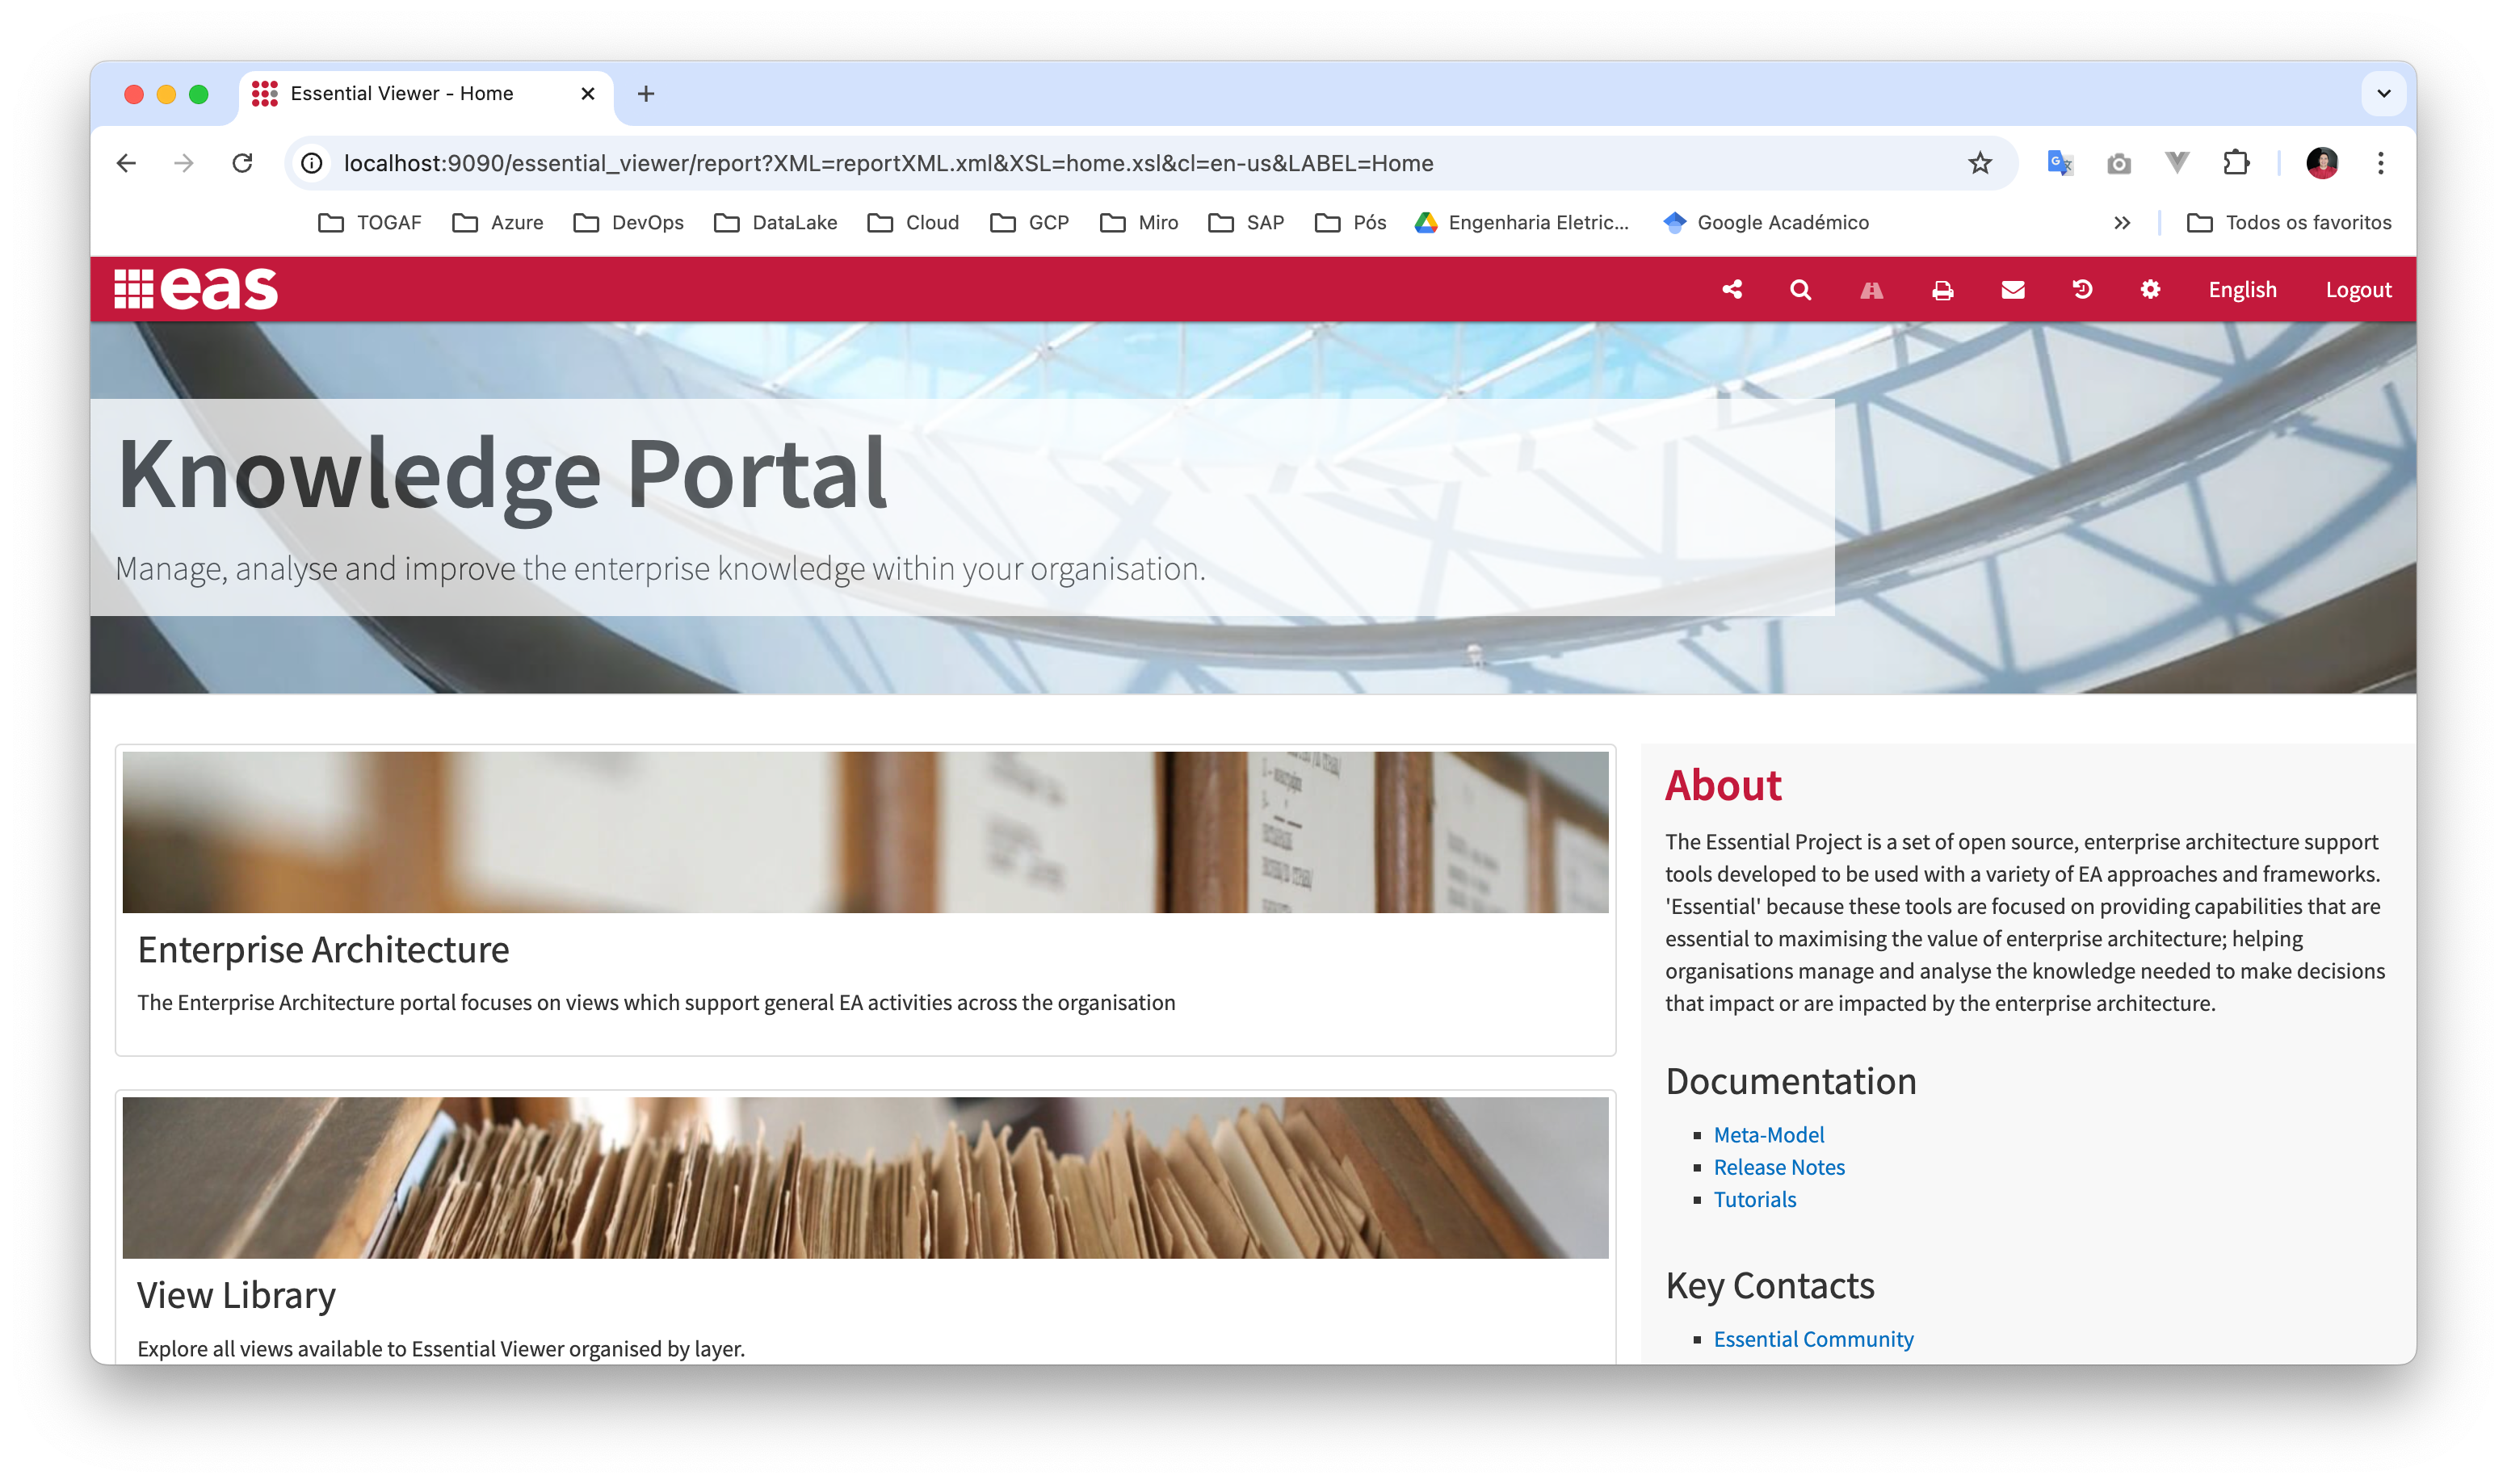 Essential Viewer - Home
localhost:9090/essential_viewer/report?XML=reportXML.xml&XSL=home.xsl&cl=en-us&LABEL=Home
TOGAF Azure DevOps DataLake Cloud GCP Miro SAP Pós Engenharia Eletric... Google Académico Todos os favoritos
eas English Logout
Knowledge Portal
Manage, analyse and improve the enterprise knowledge within your organisation.
Enterprise Architecture
The Enterprise Architecture portal focuses on views which support general EA activities across the organisation
View Library
Explore all views available to Essential Viewer organised by layer.
About
The Essential Project is a set of open source, enterprise architecture support
tools developed to be used with a variety of EA approaches and frameworks.
'Essential' because these tools are focused on providing capabilities that are
essential to maximising the value of enterprise architecture; helping
organisations manage and analyse the knowledge needed to make decisions
that impact or are impacted by the enterprise architecture.
Documentation
Meta-Model
Release Notes
Tutorials
Key Contacts
Essential Community